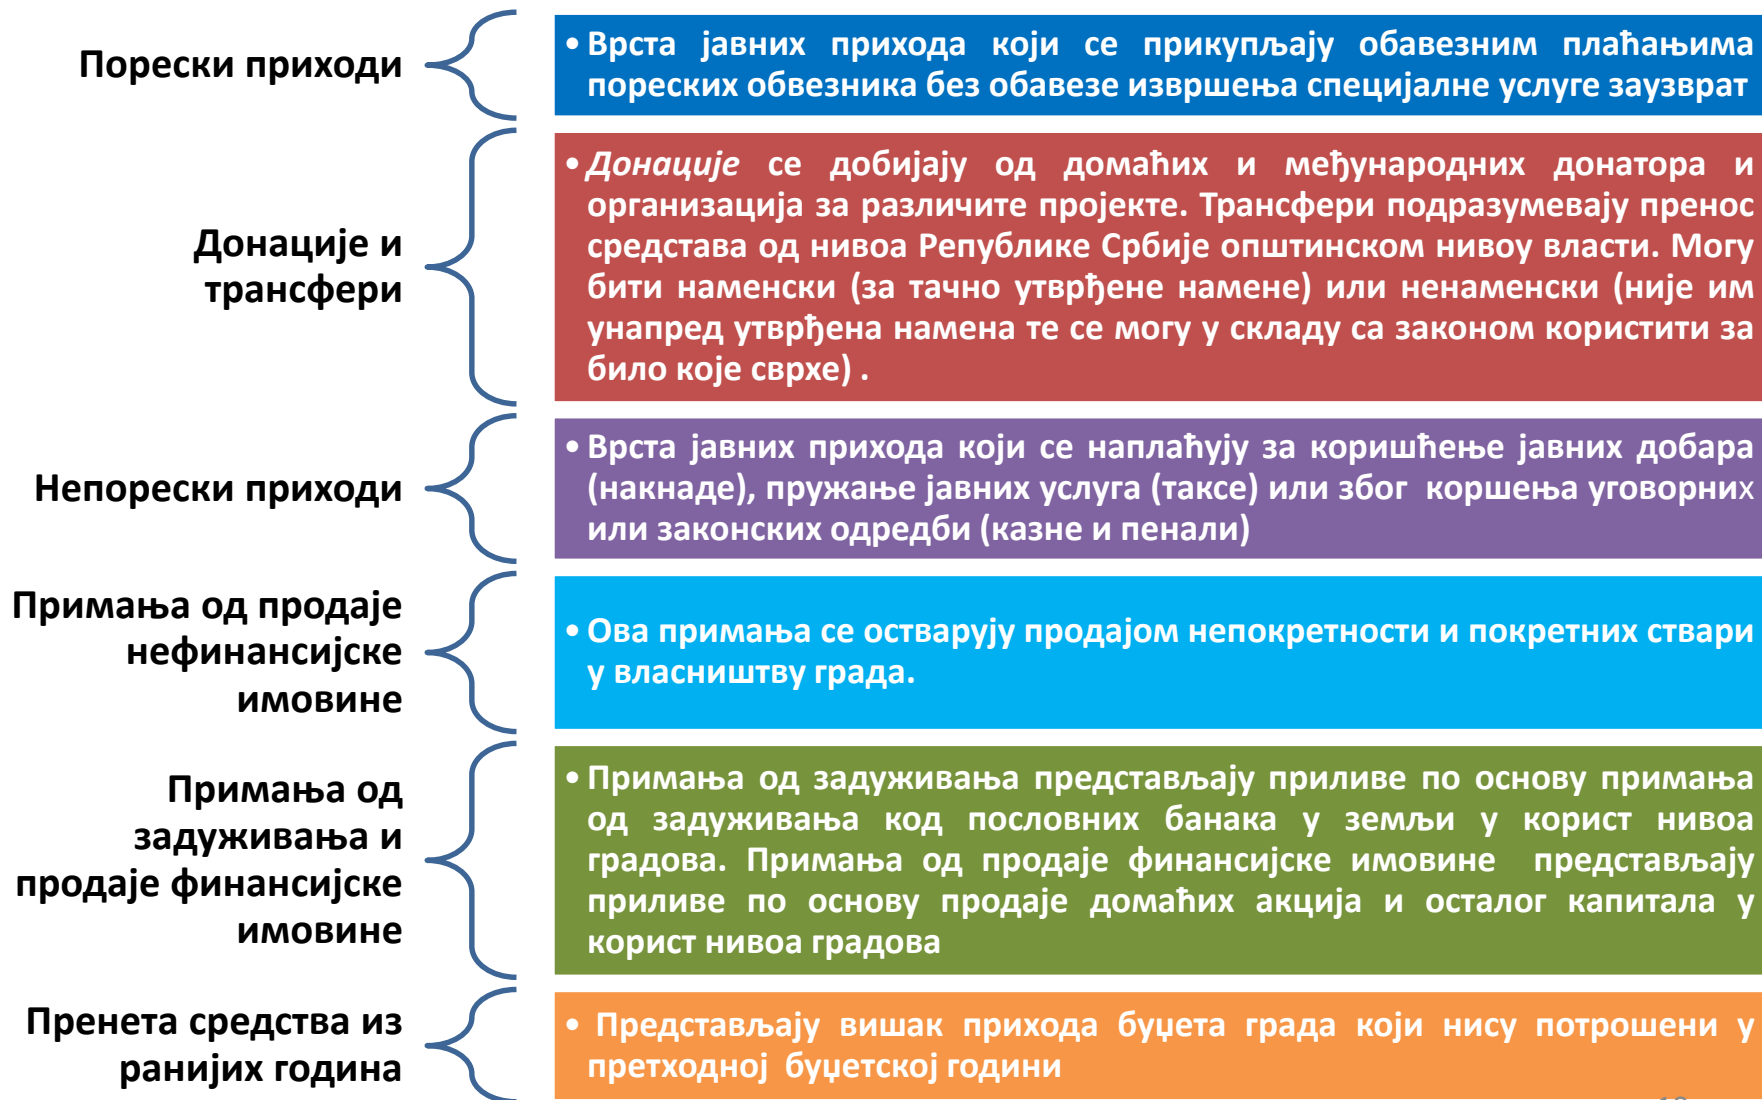 Порески приходи
• Врста јавних прихода који се прикупљају обавезним плаћањима
пореских обвезника без обавезе извршења специјалне услуге заузврат
Донације и
трансфери
• Донације се добијају од домаћих и међународних донатора и
организација за различите пројекте. Трансфери подразумевају пренос
средстава од нивоа Републике Србије општинском нивоу власти. Могу
бити наменски (за тачно утврђене намене) или ненаменски (није им
унапред утврђена намена те се могу у складу са законом користити за
било које сврхе) .
Непорески приходи
• Врста јавних прихода који се наплаћују за коришћење јавних добара
(накнаде), пружање јавних услуга (таксе) или због коршења уговорних
или законских одредби (казне и пенали)
Примања од продаје
нефинансијске
имовине
• Ова примања се остварују продајом непокретности и покретних ствари
у власништву града.
Примања од
задуживања и
продаје финансијске
имовине
• Примања од задуживања представљају приливе по основу примања
од задуживања код пословних банака у земљи у корист нивоа
градова. Примања од продаје финансијске имовине представљају
приливе по основу продаје домаћих акција и осталог капитала у
корист нивоа градова
Пренета средства из
ранијих година
• Представљају вишак прихода буџета града који нису потрошени у
претходној буџетској години